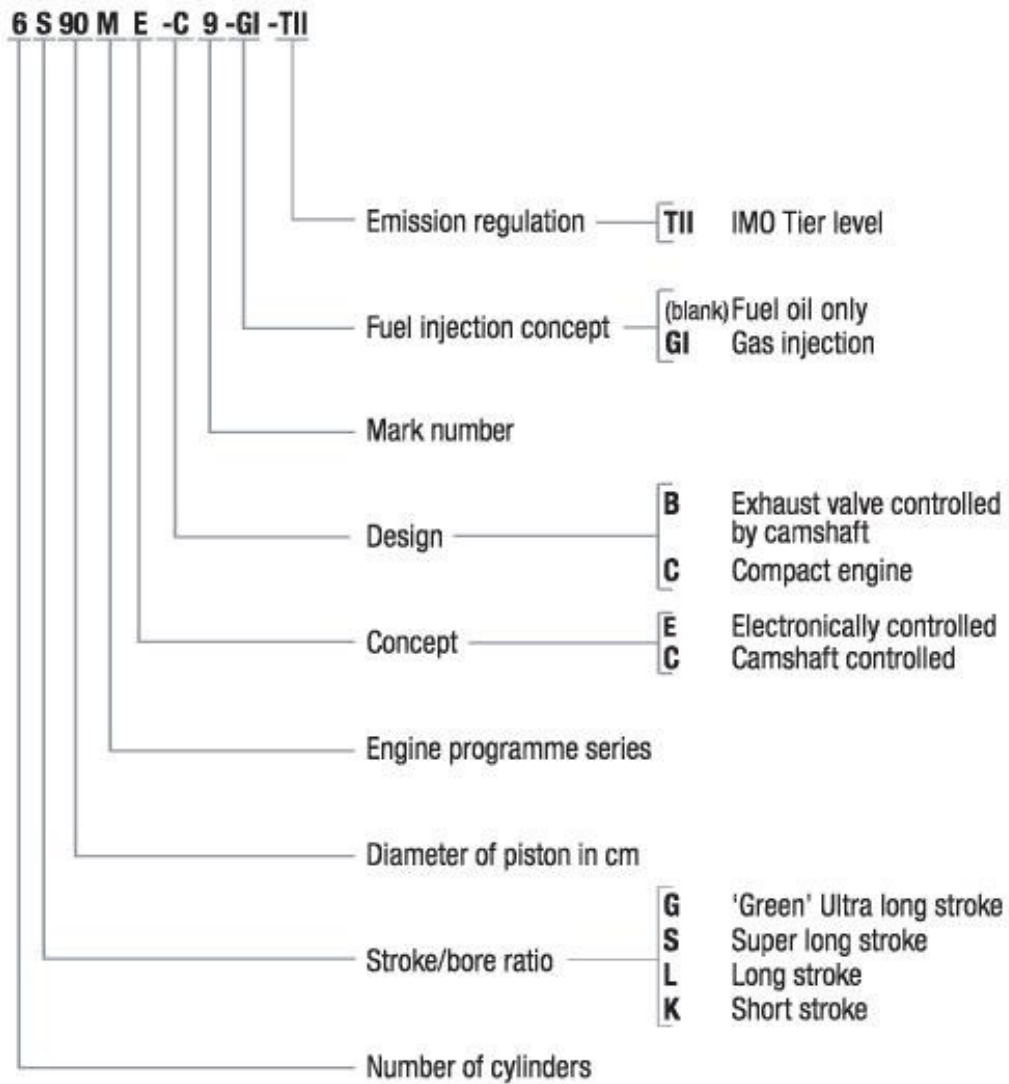 6 S 90 M E -C 9 -GI -TII
Emission regulation TII IMO Tier level
(blank) Fuel oil only
Fuel injection concept
GI Gas injection
Mark number
B Exhaust valve controlled
by camshaft
Design
C Compact engine
E Electronically controlled
Concept
C Camshaft controlled
Engine programme series
Diameter of piston in cm
G 'Green' Ultra long stroke
S Super long stroke
Stroke/bore ratio
L Long stroke
K Short stroke
Number of cylinders